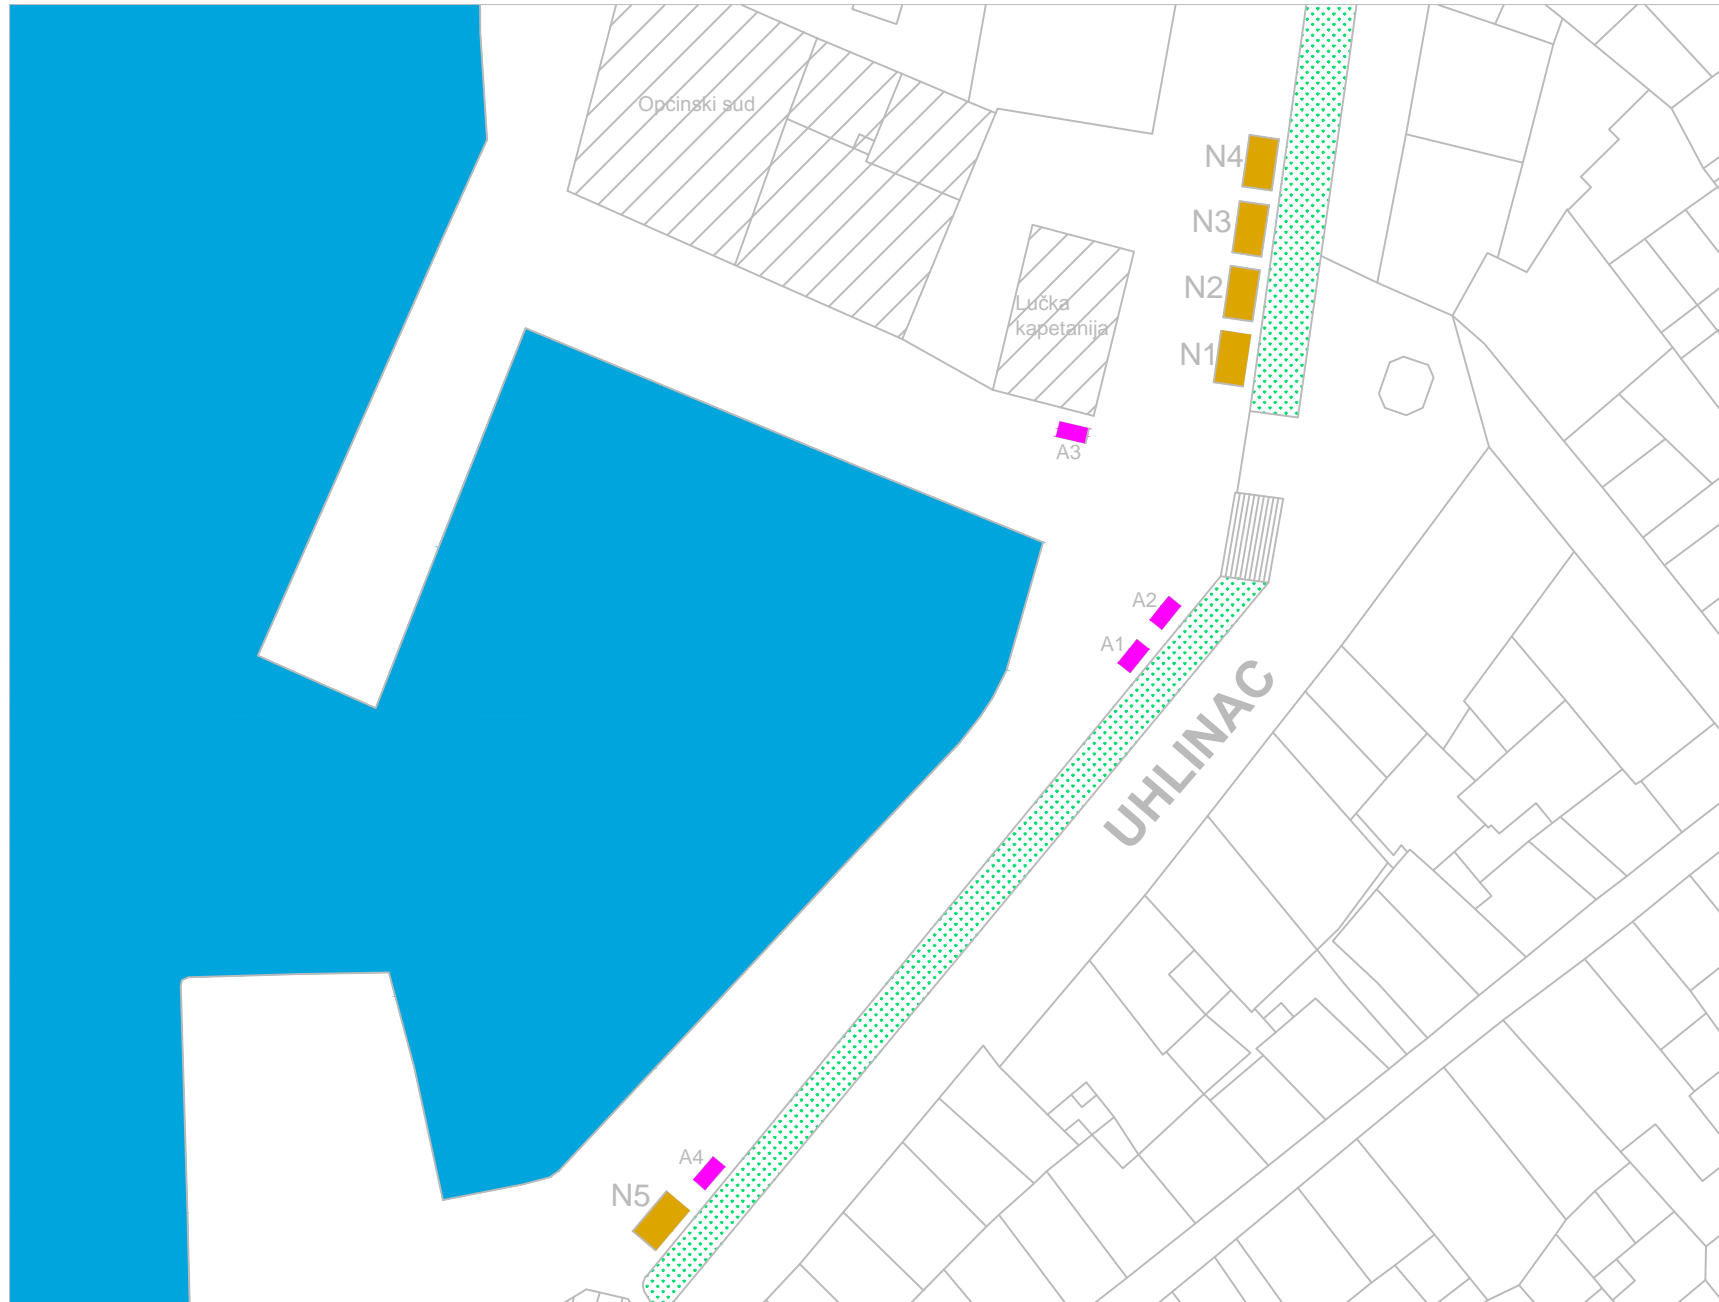 Općinski sud
N4
N3
N2
Lučka
kapetanija
N1
A3
A2
A1
UHLINAC
A4
N5